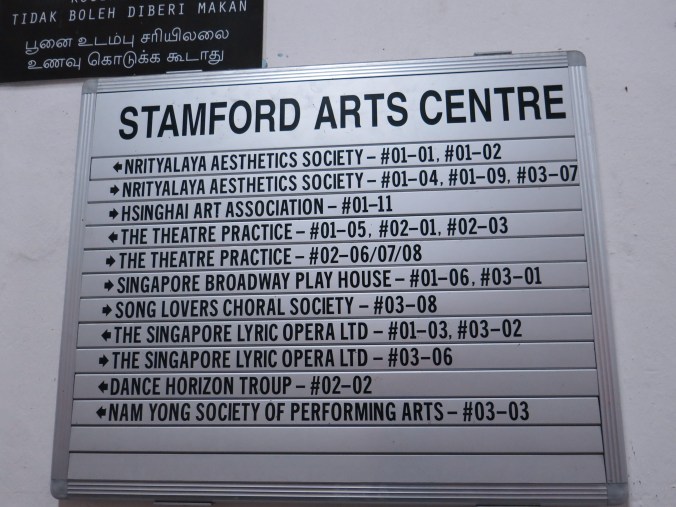 TIDAK BOLEH DIBERI MAKAN
பூனை உடம்பு சரியில்லை
உணவு கொடுக்க கூடாது
STAMFORD ARTS CENTRE
←NRITYALAYA AESTHETICS SOCIETY – #01-01, #01-02
→NRITYALAYA AESTHETICS SOCIETY – #01-04, #01-09, #03-07
→HSINGHAI ART ASSOCIATION – #01-11
←THE THEATRE PRACTICE – #01-05, #02-01, #02-03
→THE THEATRE PRACTICE – #02-06/07/08
→SINGAPORE BROADWAY PLAY HOUSE – #01-06, #03-01
→SONG LOVERS CHORAL SOCIETY – #03-08
←THE SINGAPORE LYRIC OPERA LTD – #01-03, #03-02
→THE SINGAPORE LYRIC OPERA LTD – #03-06
←DANCE HORIZON TROUP – #02-02
←NAM YONG SOCIETY OF PERFORMING ARTS – #03-03